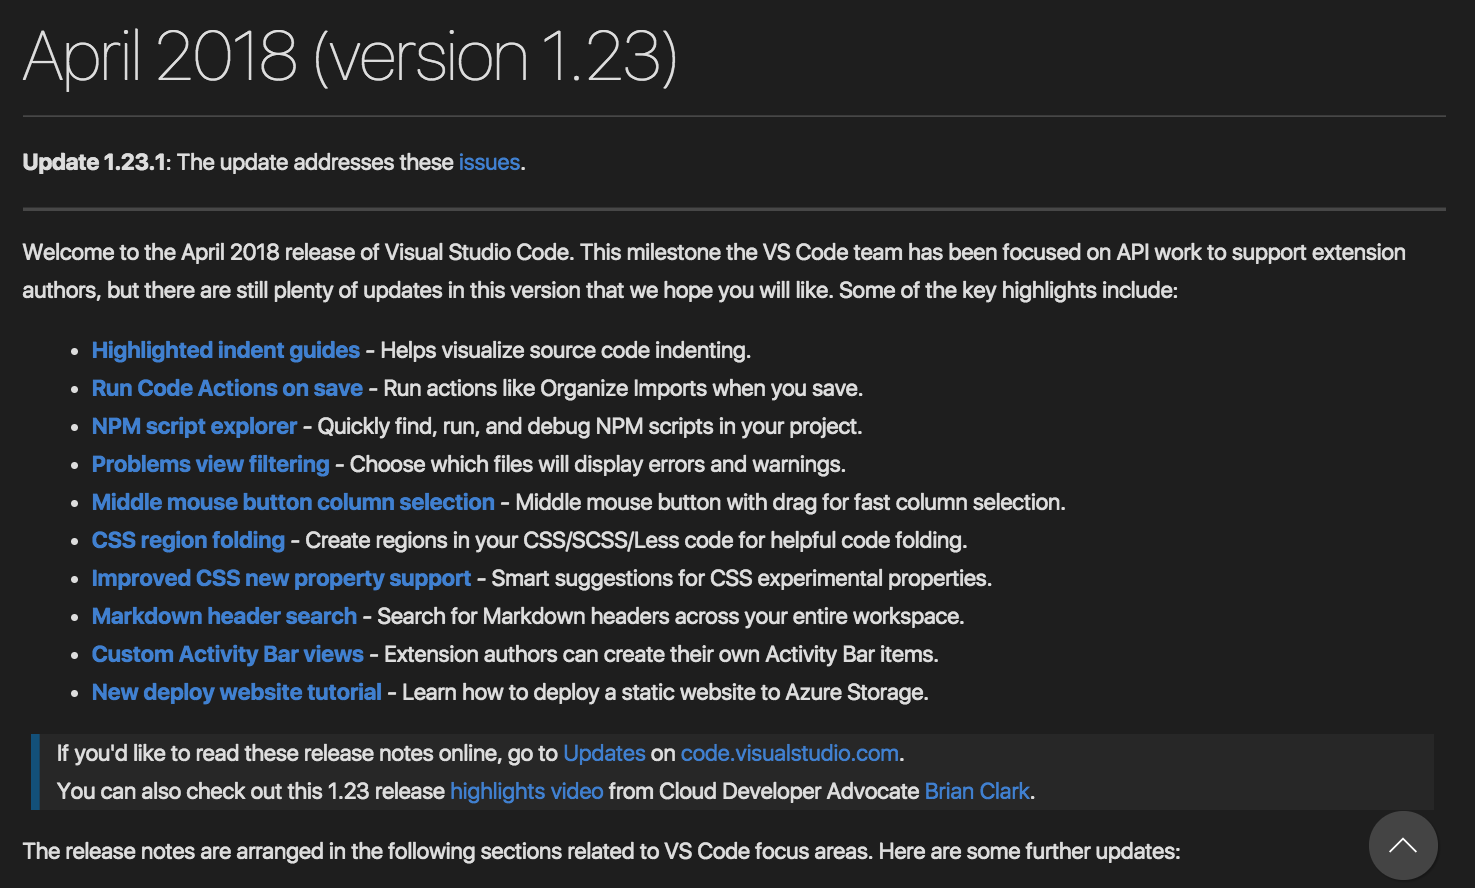 April 2018 (version 1.23)
Update 1.23.1: The update addresses these issues.
Welcome to the April 2018 release of Visual Studio Code. This milestone the VS Code team has been focused on API work to support extension
authors, but there are still plenty of updates in this version that we hope you will like. Some of the key highlights include:
• Highlighted indent guides - Helps visualize source code indenting.
• Run Code Actions on save - Run actions like Organize Imports when you save.
• NPM script explorer - Quickly find, run, and debug NPM scripts in your project.
• Problems view filtering - Choose which files will display errors and warnings.
• Middle mouse button column selection - Middle mouse button with drag for fast column selection.
• CSS region folding - Create regions in your CSS/SCSS/Less code for helpful code folding.
• Improved CSS new property support - Smart suggestions for CSS experimental properties.
• Markdown header search - Search for Markdown headers across your entire workspace.
• Custom Activity Bar views - Extension authors can create their own Activity Bar items.
• New deploy website tutorial - Learn how to deploy a static website to Azure Storage.
If you'd like to read these release notes online, go to Updates on code.visualstudio.com.
You can also check out this 1.23 release highlights video from Cloud Developer Advocate Brian Clark.
The release notes are arranged in the following sections related to VS Code focus areas. Here are some further updates: